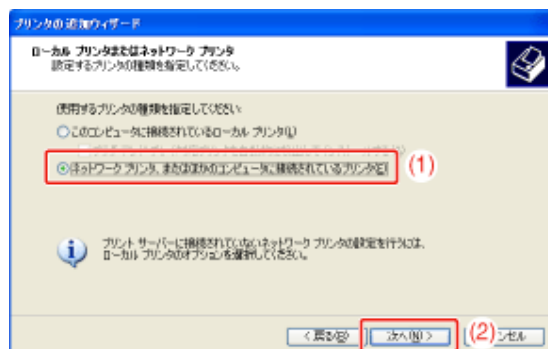 プリンタの追加ウィザード
ローカル プリンタまたはネットワーク プリンタ
設定するプリンタの種類を指定してください。
使用するプリンタの種類を指定してください:
このコンピュータに接続されているローカル プリンタ(L)
ネットワーク プリンタ、またはほかのコンピュータに接続されているプリンタ(E)
(1)
プリント サーバーに接続されていないネットワーク プリンタの設定を行うには、
ローカル プリンタのオプションを選択してください。
< 戻る(B)
次へ(N) >
(2)
ンセル